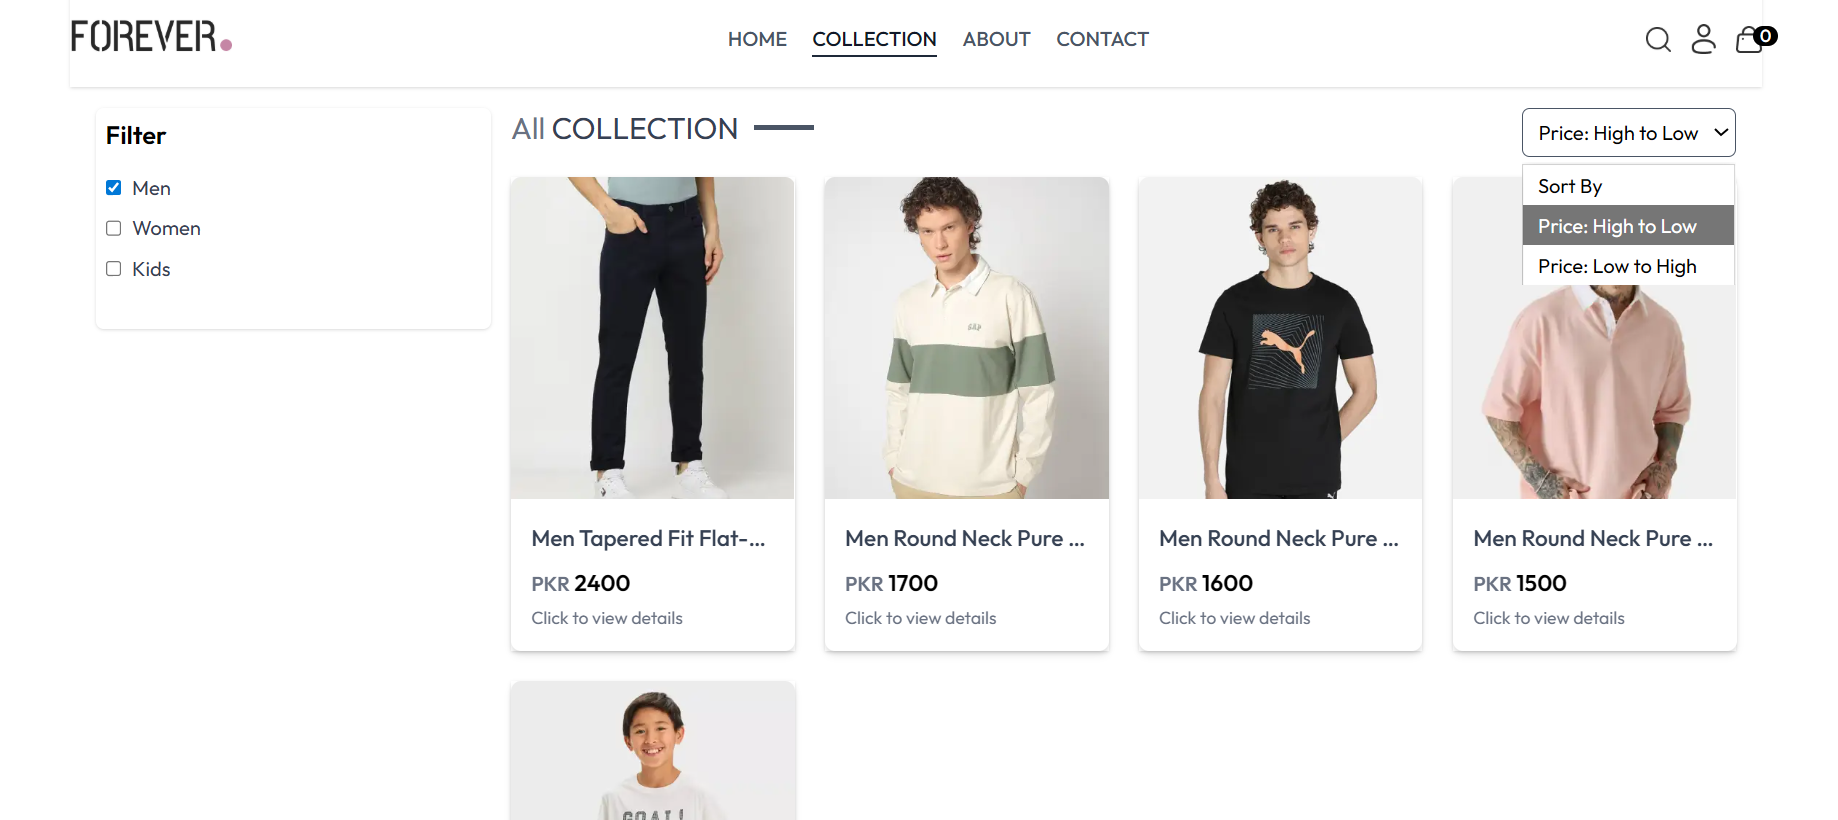 FOREVER.
HOME COLLECTION ABOUT CONTACT
0
Filter
Men
Women
Kids
All COLLECTION
Price: High to Low
Sort By
Price: High to Low
Price: Low to High
GAP
Men Tapered Fit Flat-...
PKR 2400
Click to view details
Men Round Neck Pure ...
PKR 1700
Click to view details
Men Round Neck Pure ...
PKR 1600
Click to view details
Men Round Neck Pure ...
PKR 1500
Click to view details